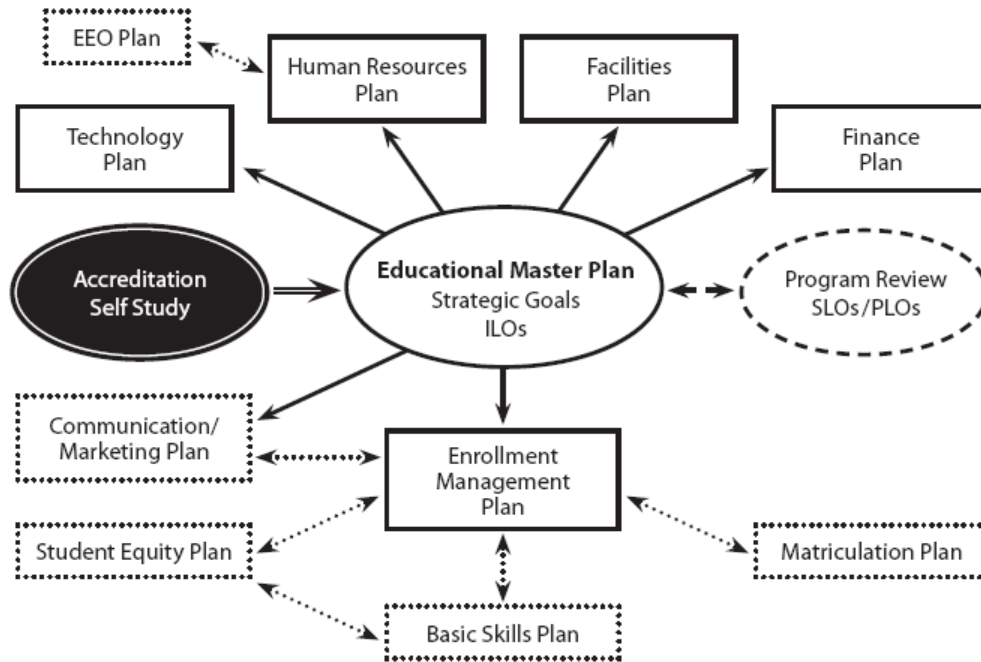 EEO Plan
Human Resources
Plan
Facilities
Plan
Technology
Plan
Finance
Plan
Accreditation
Self Study
Educational Master Plan
Strategic Goals
ILOs
Program Review
SLOs/PLOs
Communication/
Marketing Plan
Enrollment
Management
Plan
Student Equity Plan
Matriculation Plan
Basic Skills Plan